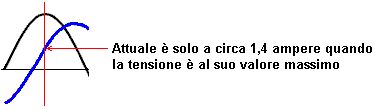 Attuale è solo a circa 1,4 ampere quando
la tensione è al suo valore massimo